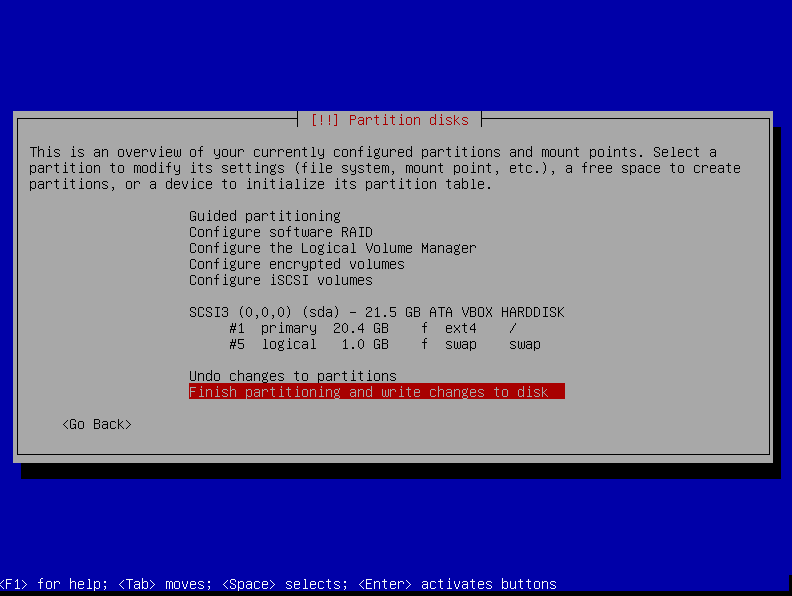 [!!] Partition disks
This is an overview of your currently configured partitions and mount points. Select a
partition to modify its settings (file system, mount point, etc.), a free space to create
partitions, or a device to initialize its partition table.
Guided partitioning
Configure software RAID
Configure the Logical Volume Manager
Configure encrypted volumes
Configure iSCSI volumes
SCSI3 (0,0,0) (sda) - 21.5 GB ATA VBOX HARDDISK
#1 primary 20.4 GB f ext4 /
#5 logical 1.0 GB f swap swap
Undo changes to partitions
Finish partitioning and write changes to disk
<Go Back>
<F1> for help; <Tab> moves; <Space> selects; <Enter> activates buttons